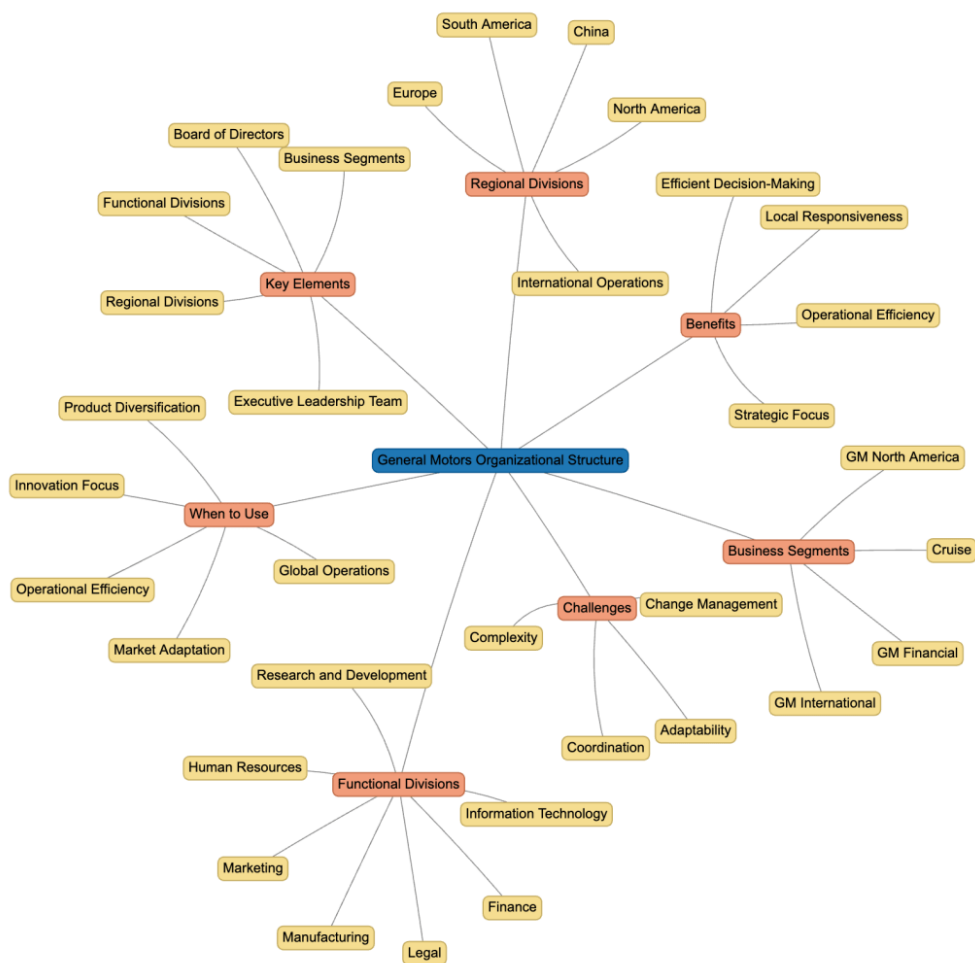 South America
China
Europe
North America
Board of Directors
Business Segments
Regional Divisions
Efficient Decision-Making
Functional Divisions
Local Responsiveness
Key Elements
International Operations
Regional Divisions
Benefits
Operational Efficiency
Executive Leadership Team
Product Diversification
Strategic Focus
General Motors Organizational Structure
GM North America
Innovation Focus
When to Use
Business Segments
Cruise
Global Operations
Operational Efficiency
Challenges
Change Management
Complexity
Market Adaptation
GM Financial
Research and Development
GM International
Adaptability
Coordination
Human Resources
Functional Divisions
Information Technology
Marketing
Finance
Manufacturing
Legal